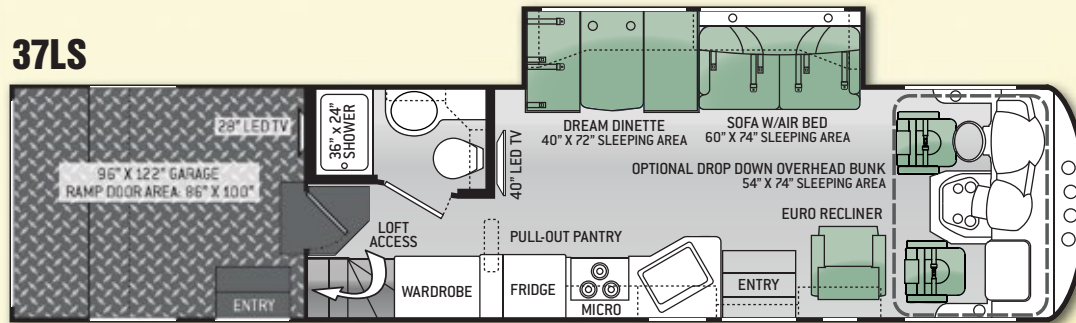 37LS
28" LED TV
96" X 122" GARAGE
RAMP DOOR AREA: 86" X 100"
36" x 24"
SHOWER
40" LED TV
DREAM DINETTE
40" X 72" SLEEPING AREA
SOFA W/AIR BED
60" X 74" SLEEPING AREA
OPTIONAL DROP DOWN OVERHEAD BUNK
54" X 74" SLEEPING AREA
EURO RECLINER
LOFT
ACCESS
PULL-OUT PANTRY
WARDROBE
FRIDGE
MICRO
ENTRY
ENTRY